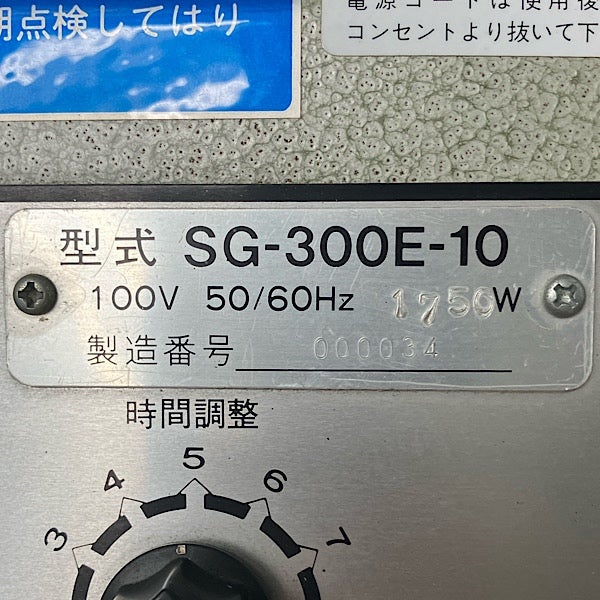 期点検してはり
電源コードは使用後
コンセントより抜いて下
型式 SG-300E-10
100V 50/60Hz 1750W
製造番号 000034
時間調整
3 4 5 6 7